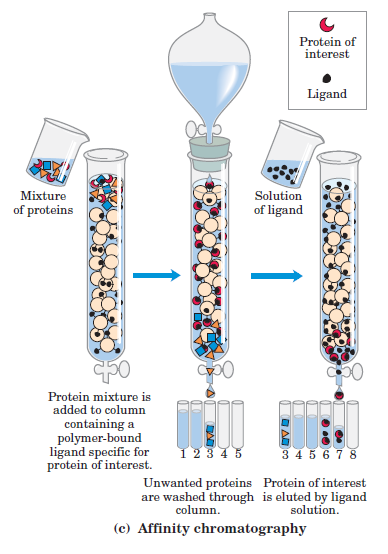 Protein of
interest
Ligand
Mixture
of proteins
Solution
of ligand
Protein mixture is
added to column
containing a
polymer-bound
ligand specific for
protein of interest.
1 2 3 4 5
Unwanted proteins
are washed through
column.
3 4 5 6 7 8
Protein of interest
is eluted by ligand
solution.
(c) Affinity chromatography